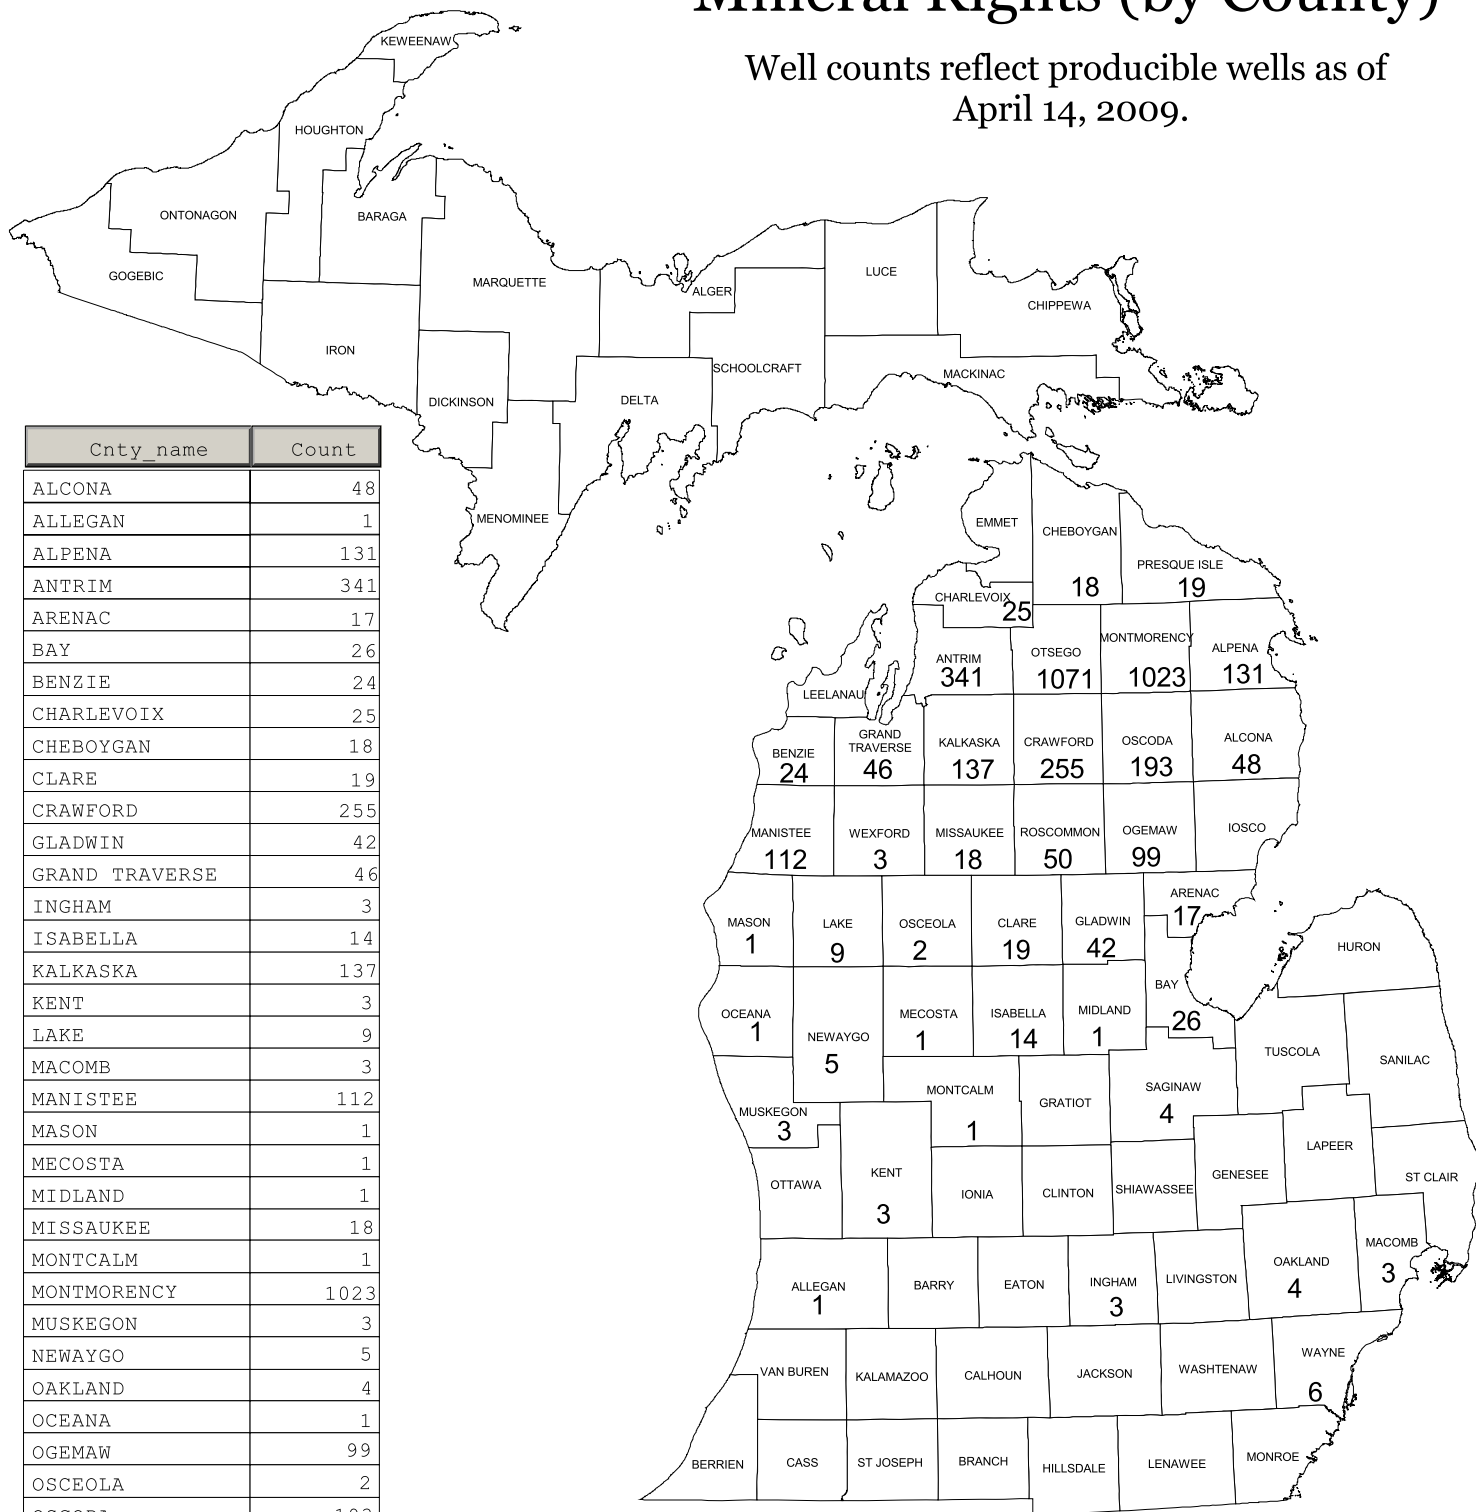 Mineral Rights (by County)
Well counts reflect producible wells as of
April 14, 2009.
KEWEENAW
HOUGHTON
ONTONAGON
BARAGA
GOGEBIC
MARQUETTE
ALGER
LUCE
CHIPPEWA
IRON
SCHOOLCRAFT
MACKINAC
DICKINSON
DELTA
MENOMINEE
Cnty_name Count
ALCONA 48
ALLEGAN 1
ALPENA 131
ANTRIM 341
ARENAC 17
BAY 26
BENZIE 24
CHARLEVOIX 25
CHEBOYGAN 18
CLARE 19
CRAWFORD 255
GLADWIN 42
GRAND TRAVERSE 46
INGHAM 3
ISABELLA 14
KALKASKA 137
KENT 3
LAKE 9
MACOMB 3
MANISTEE 112
MASON 1
MECOSTA 1
MIDLAND 1
MISSAUKEE 18
MONTCALM 1
MONTMORENCY 1023
MUSKEGON 3
NEWAYGO 5
OAKLAND 4
OCEANA 1
OGEMAW 99
OSCEOLA 2
EMMET
CHEBOYGAN
18
PRESQUE ISLE
19
CHARLEVOIX
25
ANTRIM
341
OTSEGO
1071
MONTMORENCY
1023
ALPENA
131
LEELANAU
BENZIE
24
GRAND
TRAVERSE
46
KALKASKA
137
CRAWFORD
255
OSCODA
193
ALCONA
48
MANISTEE
112
WEXFORD
3
MISSAUKEE
18
ROSCOMMON
50
OGEMAW
99
IOSCO
ARENAC
17
MASON
1
LAKE
9
OSCEOLA
2
CLARE
19
GLADWIN
42
HURON
BAY
26
OCEANA
1
NEWAYGO
5
MECOSTA
1
ISABELLA
14
MIDLAND
1
TUSCOLA
SANILAC
MUSKEGON
3
MONTCALM
1
GRATIOT
SAGINAW
4
LAPEER
OTTAWA
KENT
3
IONIA
CLINTON
SHIAWASSEE
GENESEE
ST CLAIR
ALLEGAN
1
BARRY
EATON
INGHAM
3
LIVINGSTON
OAKLAND
4
MACOMB
3
VAN BUREN
KALAMAZOO
CALHOUN
JACKSON
WASHTENAW
WAYNE
6
BERRIEN
CASS
ST JOSEPH
BRANCH
HILLSDALE
LENAWEE
MONROE